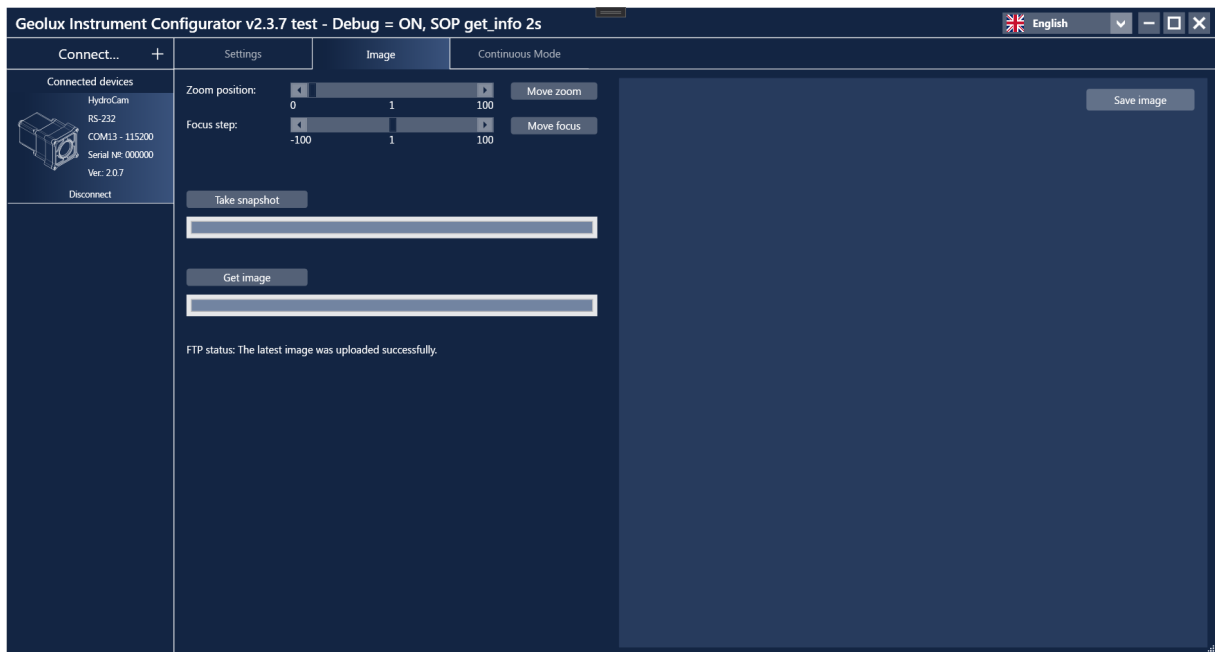 Geolux Instrument Configurator v2.3.7 test - Debug = ON, SOP get_info 2s
English
Connect... +
Settings
Image
Continuous Mode
Connected devices
HydroCam
RS-232
COM13 - 115200
Serial №: 000000
Ver.: 2.0.7
Disconnect
Zoom position:
0 1 100
Move zoom
Focus step:
-100 1 100
Move focus
Take snapshot
Get image
FTP status: The latest image was uploaded successfully.
Save image